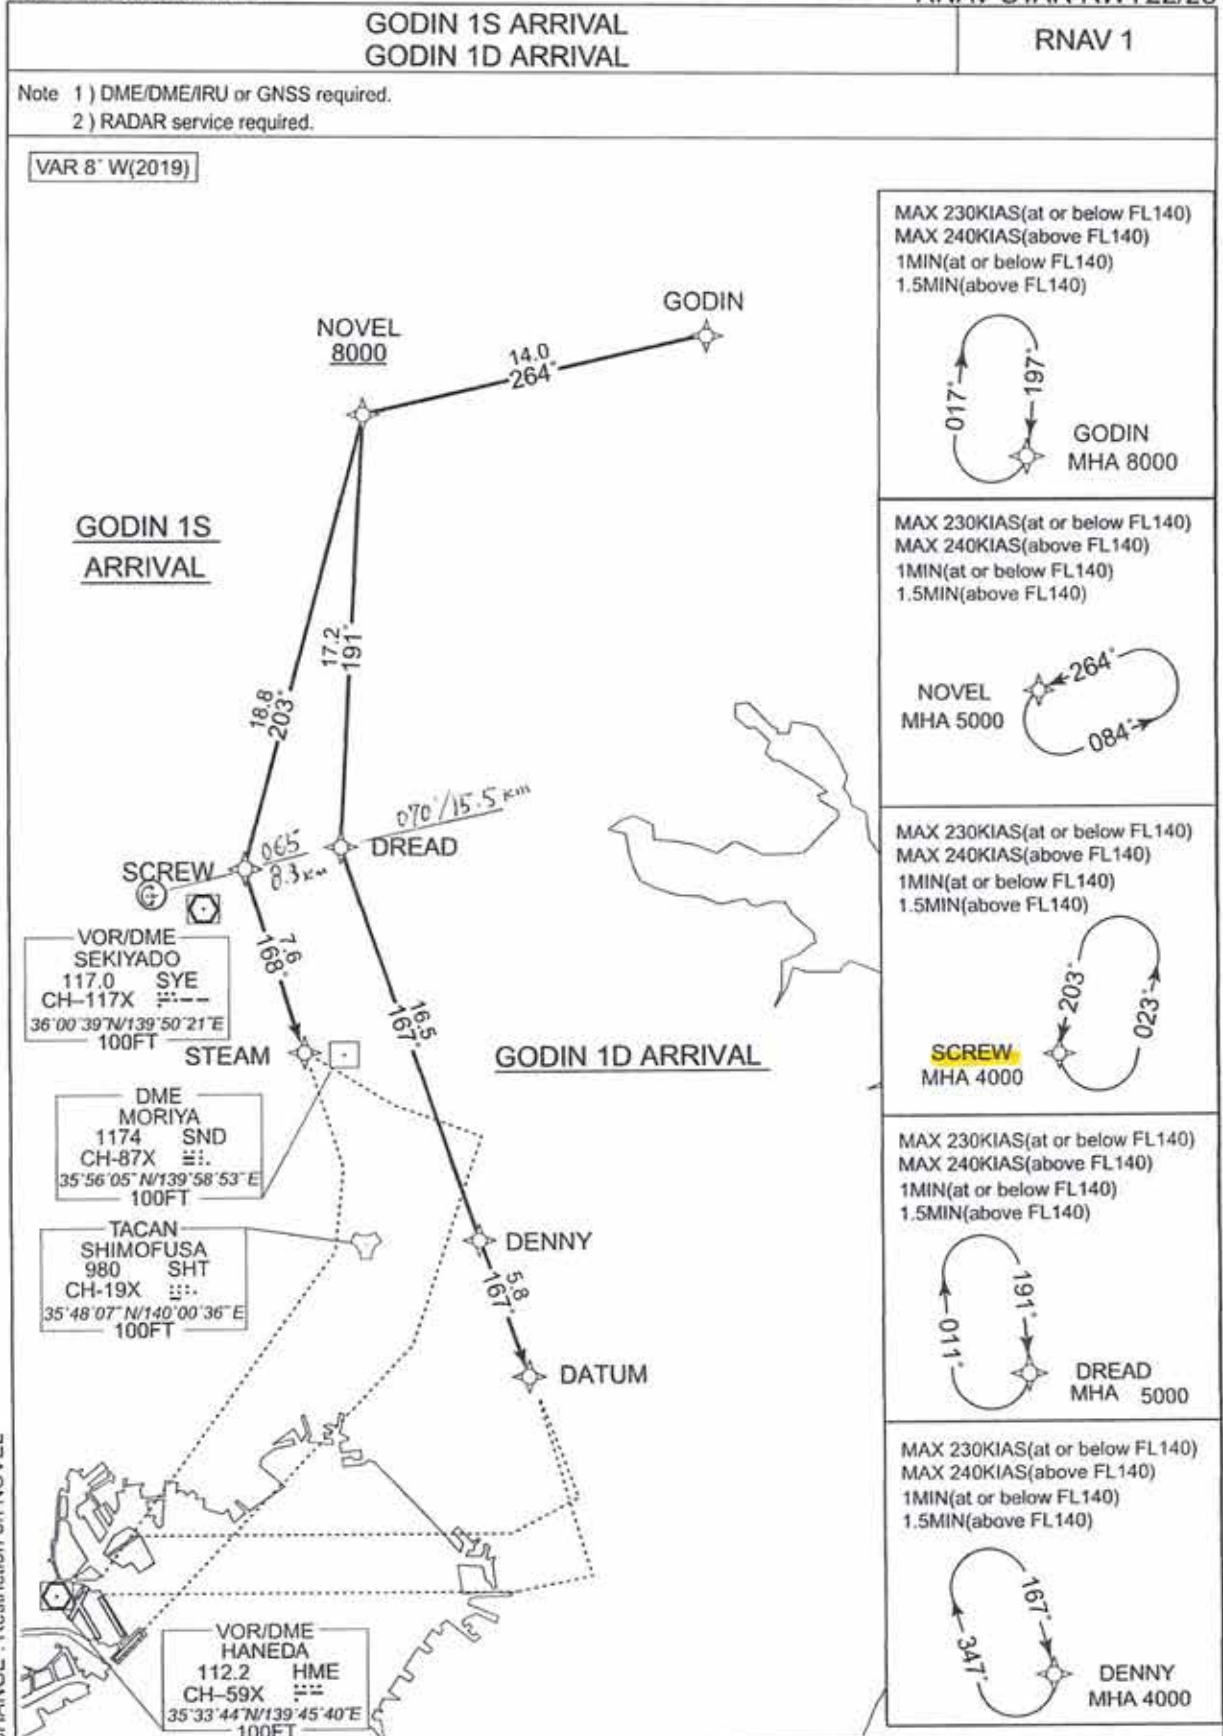 GODIN 1S ARRIVAL
GODIN 1D ARRIVAL
RNAV 1
Note 1 ) DME/DME/IRU or GNSS required.
2 ) RADAR service required.
VAR 8° W(2019)
GODIN
NOVEL
8000
14.0
264°
GODIN 1S
ARRIVAL
17.2
191°
18.8
203°
070°/15.5 km
065
8.3 km
DREAD
SCREW
VOR/DME
SEKIYADO
117.0 SYE
CH-117X
36°00'39"N/139°50'21"E
100FT
7.6
168°
16.5
167°
STEAM
GODIN 1D ARRIVAL
DME
MORIYA
1174 SND
CH-87X
35°56'05"N/139°58'53"E
100FT
TACAN
SHIMOFUSA
980 SHT
CH-19X
35°48'07"N/140°00'36"E
100FT
DENNY
5.8
167°
DATUM
VOR/DME
HANEDA
112.2 HME
CH-59X
35°33'44"N/139°45'40"E
100FT
MAX 230KIAS(at or below FL140)
MAX 240KIAS(above FL140)
1MIN(at or below FL140)
1.5MIN(above FL140)
017°
197°
GODIN
MHA 8000
MAX 230KIAS(at or below FL140)
MAX 240KIAS(above FL140)
1MIN(at or below FL140)
1.5MIN(above FL140)
264°
NOVEL
MHA 5000
084°
MAX 230KIAS(at or below FL140)
MAX 240KIAS(above FL140)
1MIN(at or below FL140)
1.5MIN(above FL140)
203°
023°
SCREW
MHA 4000
MAX 230KIAS(at or below FL140)
MAX 240KIAS(above FL140)
1MIN(at or below FL140)
1.5MIN(above FL140)
191°
011°
DREAD
MHA 5000
MAX 230KIAS(at or below FL140)
MAX 240KIAS(above FL140)
1MIN(at or below FL140)
1.5MIN(above FL140)
167°
347°
DENNY
MHA 4000